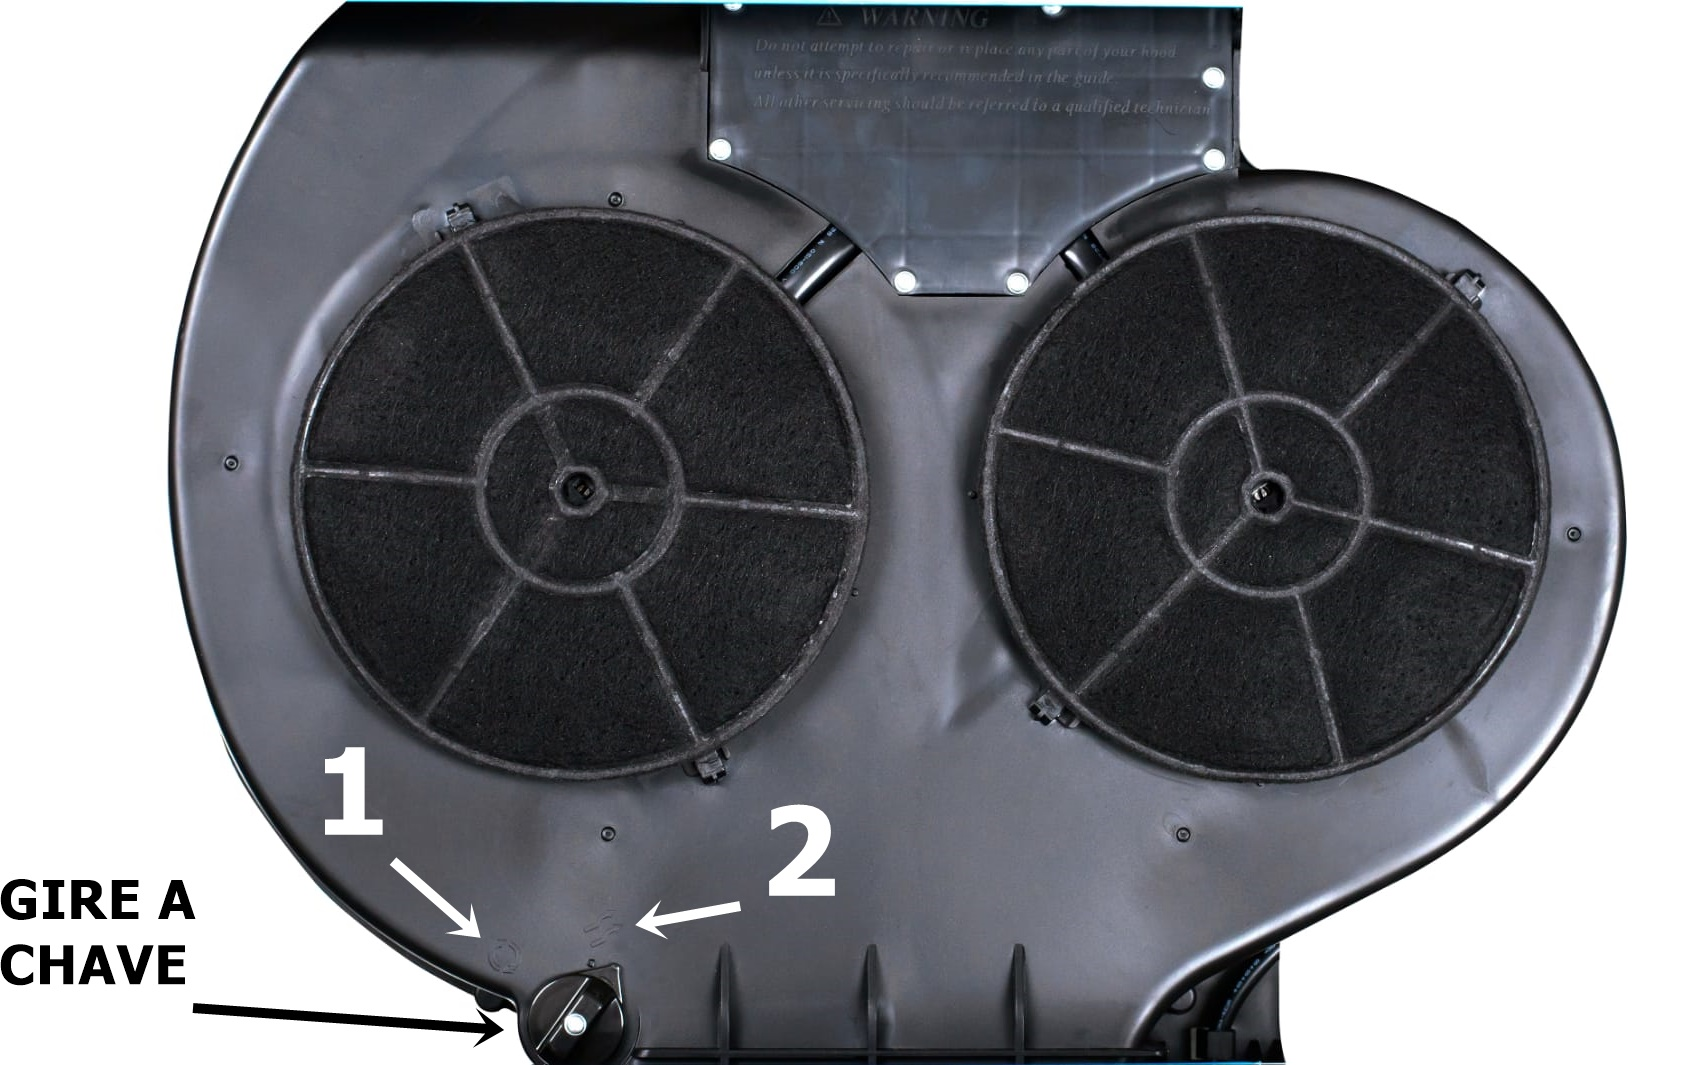 WARNING
Do not attempt to repair or replace any part of your hood
unless it is specifically recommended in the guide
All other servicing should be referred to a qualified technician
1
2
GIRE A
CHAVE